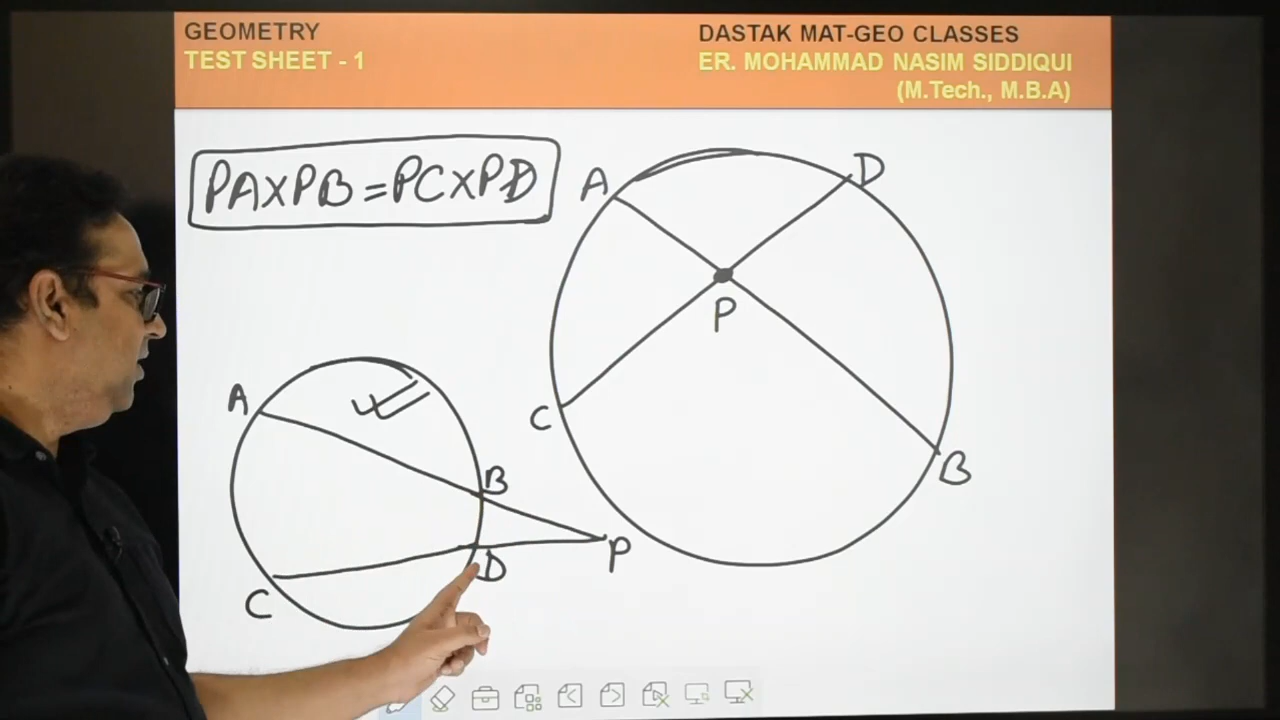 GEOMETRY
TEST SHEET - 1
DASTAK MAT-GEO CLASSES
ER. MOHAMMAD NASIM SIDDIQUI
(M.Tech., M.B.A)
PA×PB=PC×PD
A
D
P
C
B
A
B
P
D
C